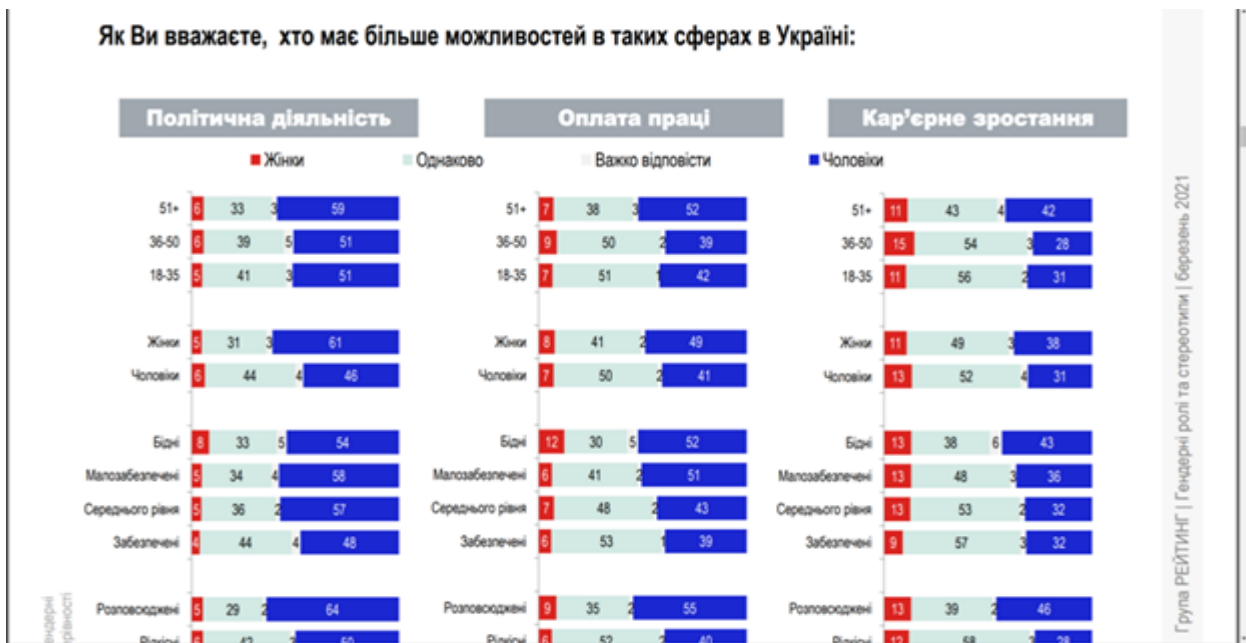 Як Ви вважаєте, хто має більше можливостей в таких сферах в Україні:
Політична діяльність
Оплата праці
Кар’єрне зростання
Жінки
Однаково
Важко відповісти
Чоловіки
51+ 6 33 3 59
36-50 6 39 5 51
18-35 5 41 3 51
Жінки 5 31 3 61
Чоловіки 6 44 4 46
Бідні 8 33 5 54
Малозабезпечені 5 34 4 58
Середнього рівня 5 36 2 57
Забезпечені 4 44 4 48
Розповсюджені 5 29 2 64
51+ 7 38 3 52
36-50 9 50 2 39
18-35 7 51 1 42
Жінки 8 41 2 49
Чоловіки 7 50 2 41
Бідні 12 30 5 52
Малозабезпечені 6 41 2 51
Середнього рівня 7 48 2 43
Забезпечені 6 53 1 39
Розповсюджені 9 35 2 55
51+ 11 43 4 42
36-50 15 54 3 28
18-35 11 56 2 31
Жінки 11 49 3 38
Чоловіки 13 52 4 31
Бідні 13 38 6 43
Малозабезпечені 13 48 3 36
Середнього рівня 13 53 2 32
Забезпечені 9 57 3 32
Розповсюджені 13 39 2 46
Група РЕЙТИНГ | Гендерні ролі та стереотипи | березень 2021